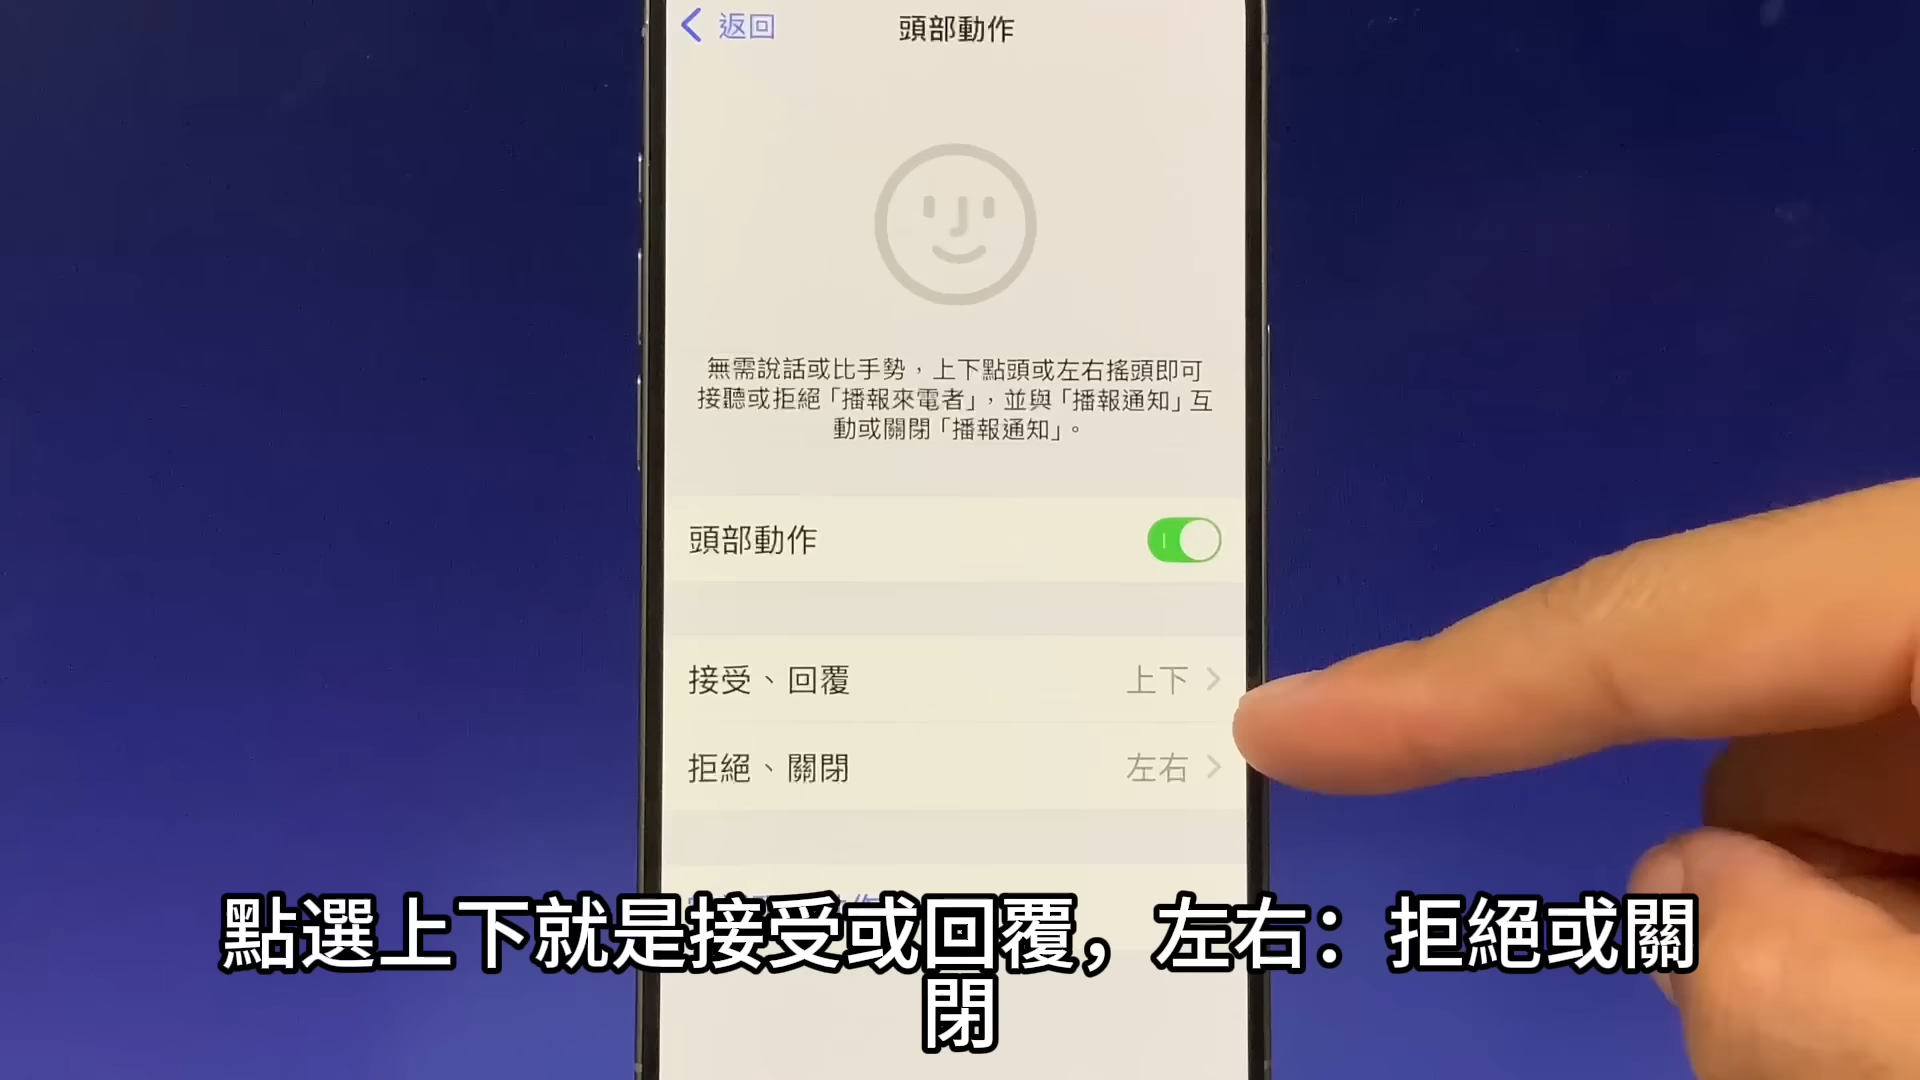 返回
頭部動作
無需說話或比手勢，上下點頭或左右搖頭即可
接聽或拒絕「播報來電者」，並與「播報通知」互
動或關閉「播報通知」。
頭部動作
接受、回覆
上下
拒絕、關閉
左右
點選上下就是接受或回覆，左右：拒絕或關
閉